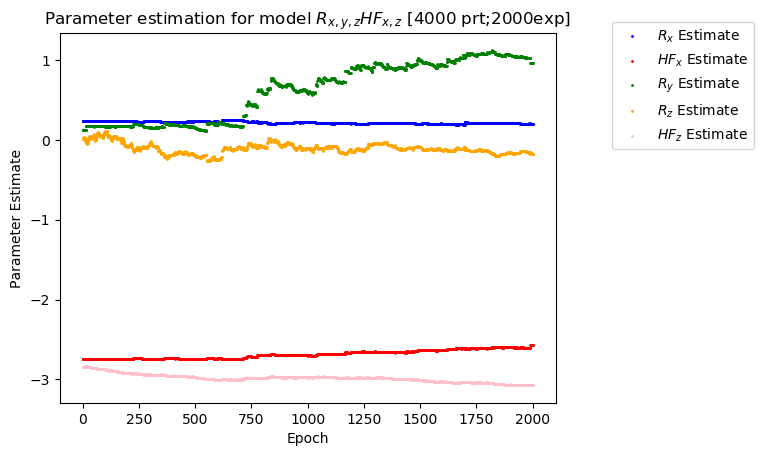 Parameter estimation for model $R_{x,y,z}HF_{x,z}$ [4000 prt;2000exp]
$R_x$ Estimate
$HF_x$ Estimate
$R_y$ Estimate
$R_z$ Estimate
$HF_z$ Estimate
Parameter Estimate
1
0
−1
−2
−3
0 250 500 750 1000 1250 1500 1750 2000
Epoch